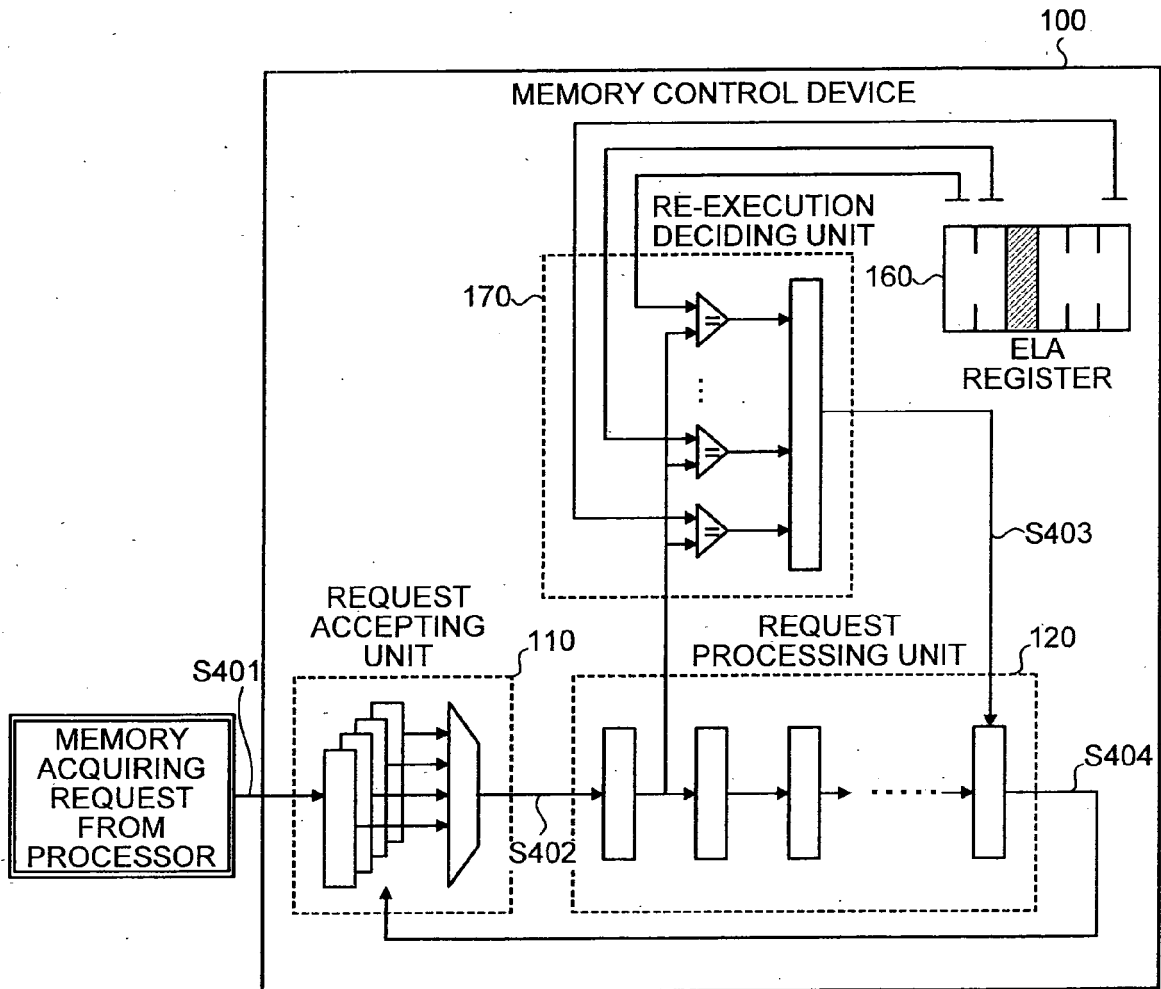 100
MEMORY CONTROL DEVICE
RE-EXECUTION
DECIDING UNIT
170
160
=
ELA
REGISTER
=
=
S403
REQUEST
ACCEPTING
UNIT
110
REQUEST
PROCESSING UNIT
120
S401
MEMORY
ACQUIRING
REQUEST
FROM
PROCESSOR
S402
S404